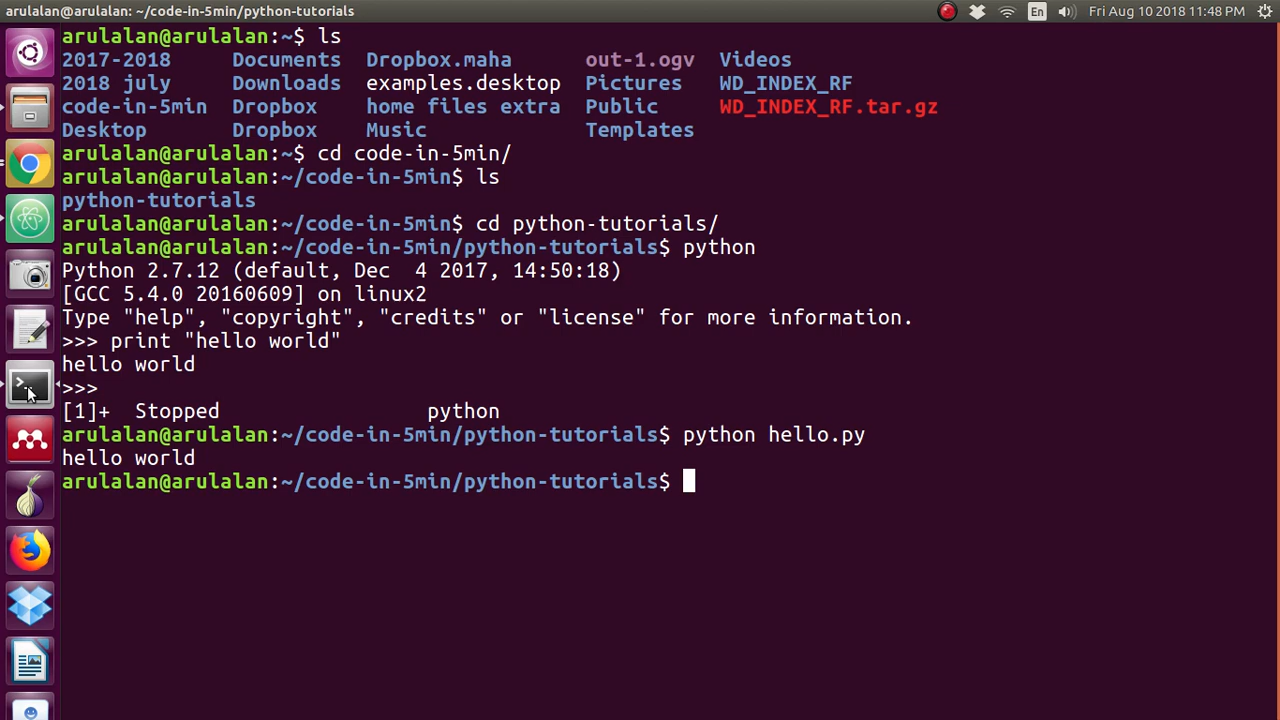 arulalan@arulalan: ~/code-in-5min/python-tutorials
En
Fri Aug 10 2018 11:48 PM
arulalan@arulalan:~$ ls
2017-2018 Documents Dropbox.maha out-1.ogv Videos
2018 july Downloads examples.desktop Pictures WD_INDEX_RF
code-in-5min Dropbox home files extra Public WD_INDEX_RF.tar.gz
Desktop Dropbox Music Templates
arulalan@arulalan:~$ cd code-in-5min/
arulalan@arulalan:~/code-in-5min$ ls
python-tutorials
arulalan@arulalan:~/code-in-5min$ cd python-tutorials/
arulalan@arulalan:~/code-in-5min/python-tutorials$ python
Python 2.7.12 (default, Dec  4 2017, 14:50:18)
[GCC 5.4.0 20160609] on linux2
Type "help", "copyright", "credits" or "license" for more information.
>>> print "hello world"
hello world
>>>
[1]+  Stopped                 python
arulalan@arulalan:~/code-in-5min/python-tutorials$ python hello.py
hello world
arulalan@arulalan:~/code-in-5min/python-tutorials$